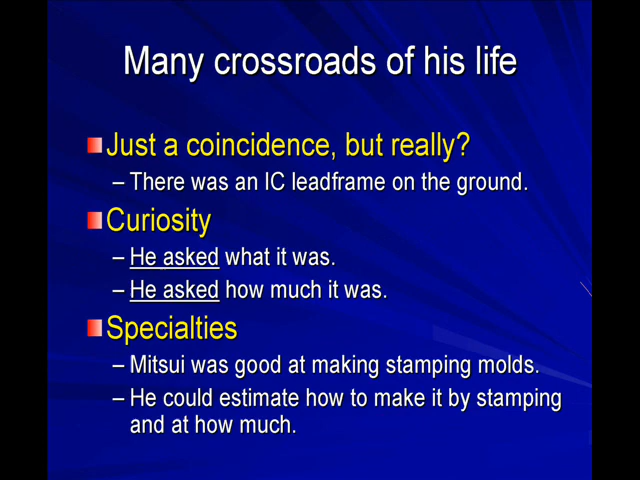 Many crossroads of his life
Just a coincidence, but really?
– There was an IC leadframe on the ground.
Curiosity
– He asked what it was.
– He asked how much it was.
Specialties
– Mitsui was good at making stamping molds.
– He could estimate how to make it by stamping
and at how much.